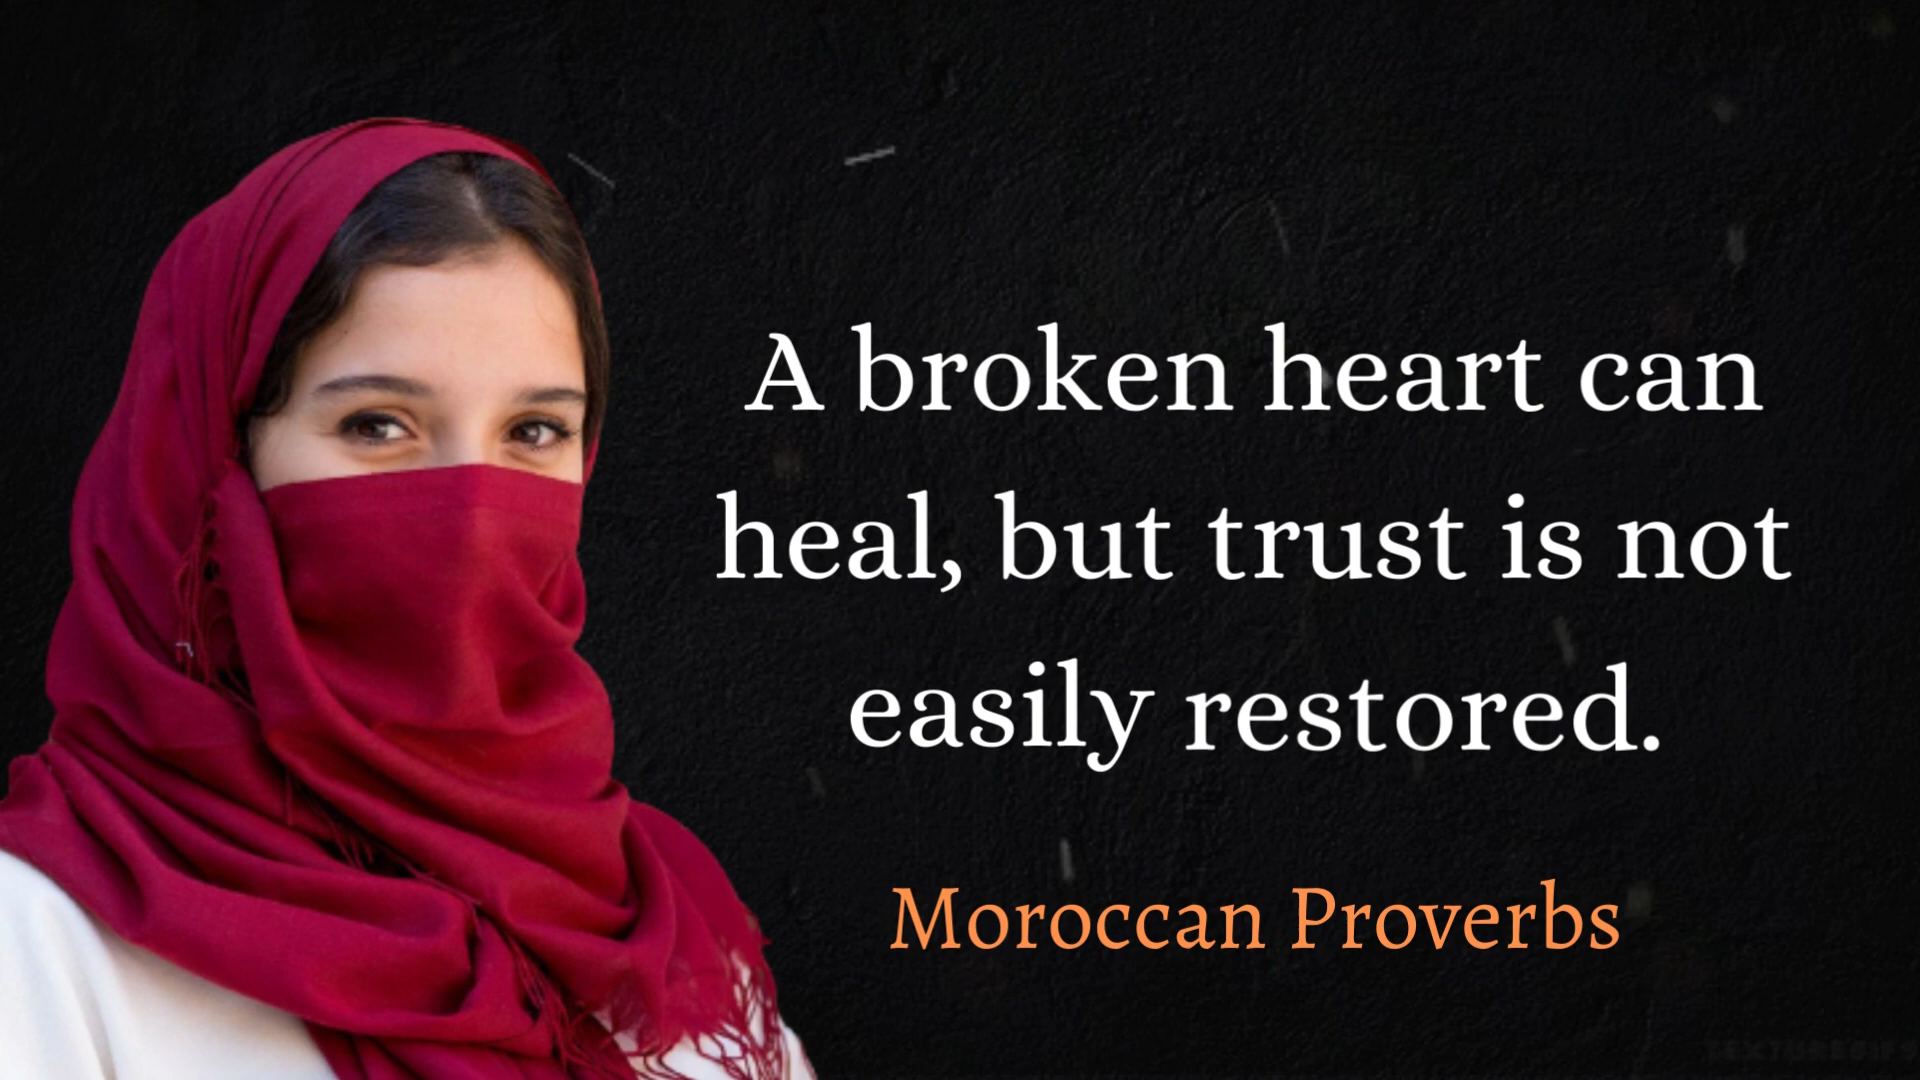 A broken heart can
heal, but trust is not
easily restored.
Moroccan Proverbs